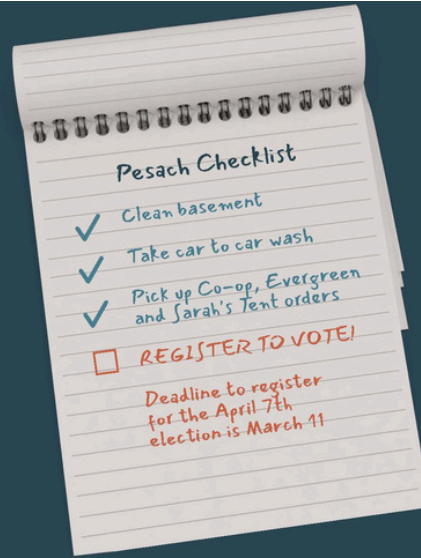 Pesach Checklist
Clean basement
Take car to car wash
Pick up Co-op, Evergreen
and Sarah's Tent orders
REGISTER TO VOTE!
Deadline to register
for the April 7th
election is March 11